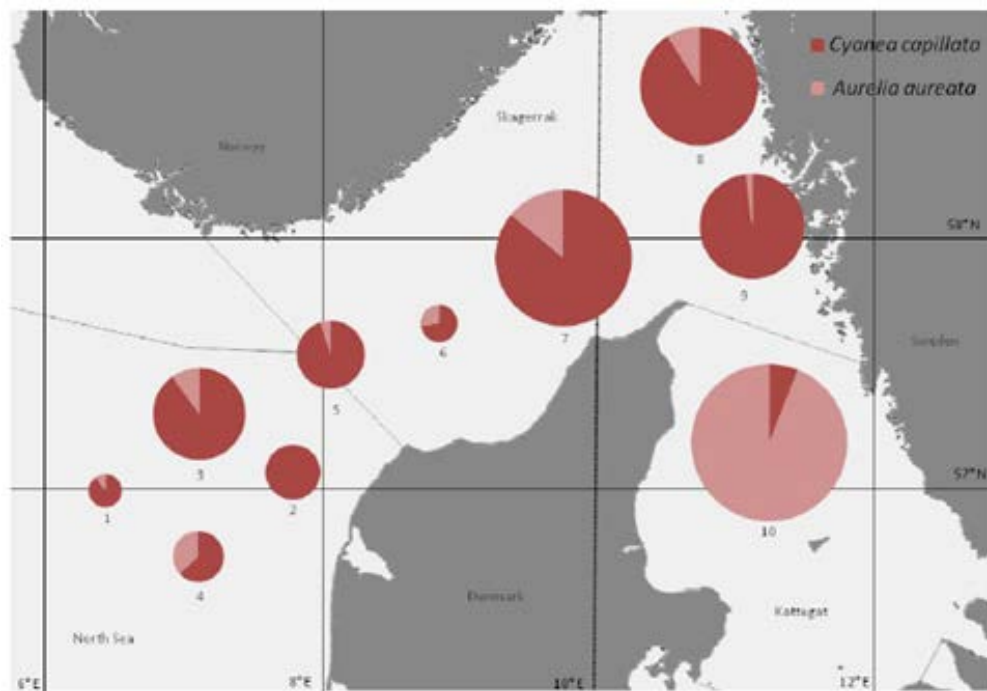 Cyanea capillata
Aurelia aureata
Skagerrak
Norway
8
58°N
9
7
6
Sweden
5
3
57°N
2
1
10
4
Denmark
Kattegat
North Sea
6°E
8°E
10°E
12°E